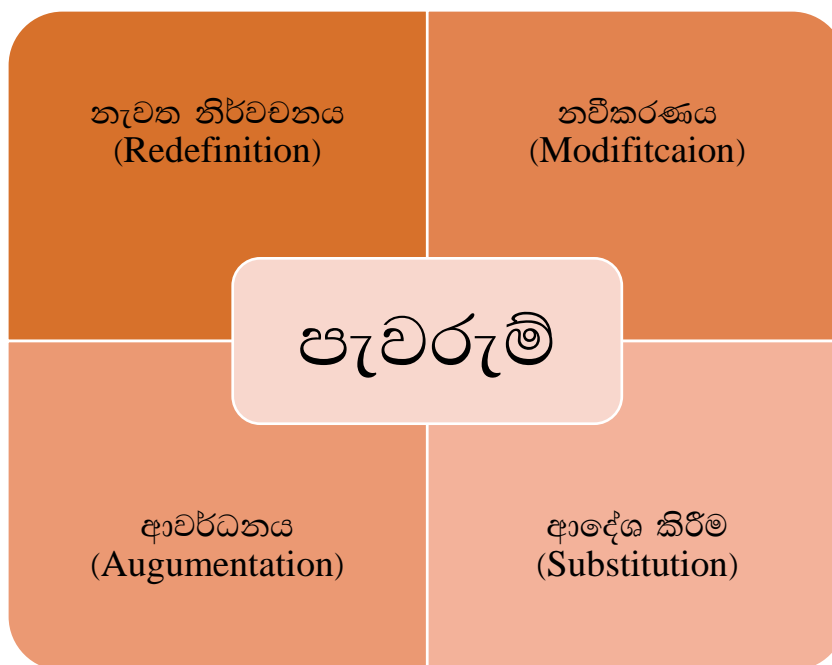 නැවත නිර්වචනය
(Redefinition)
නවීකරණය
(Modifitcaion)
පැවරුම්
ආවර්ධනය
(Augumentation)
ආදේශ කිරීම
(Substitution)